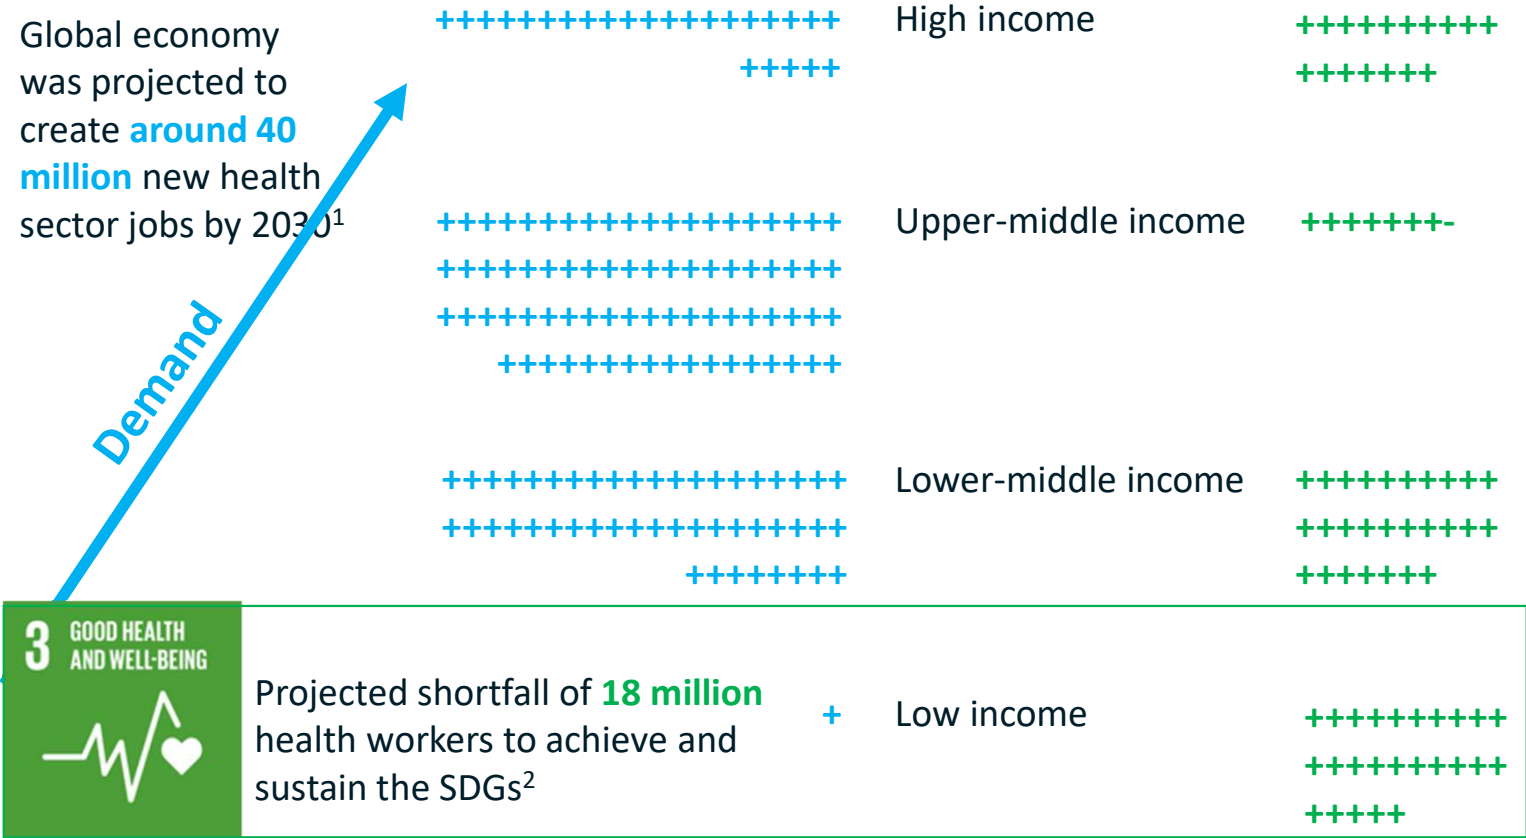 Global economy
was projected to
create around 40
million new health
sector jobs by 2030¹
Demand
++++++++++++++++++++ High income ++++++++++
+++++ +++++++
++++++++++++++++++++ Upper-middle income +++++++-
++++++++++++++++++++
++++++++++++++++++++
+++++++++++++++++
++++++++++++++++++++ Lower-middle income ++++++++++
++++++++++++++++++++ ++++++++++
++++++++ +++++++
3 GOOD HEALTH
AND WELL-BEING
Projected shortfall of 18 million
health workers to achieve and
sustain the SDGs²
+ Low income ++++++++++
++++++++++
+++++